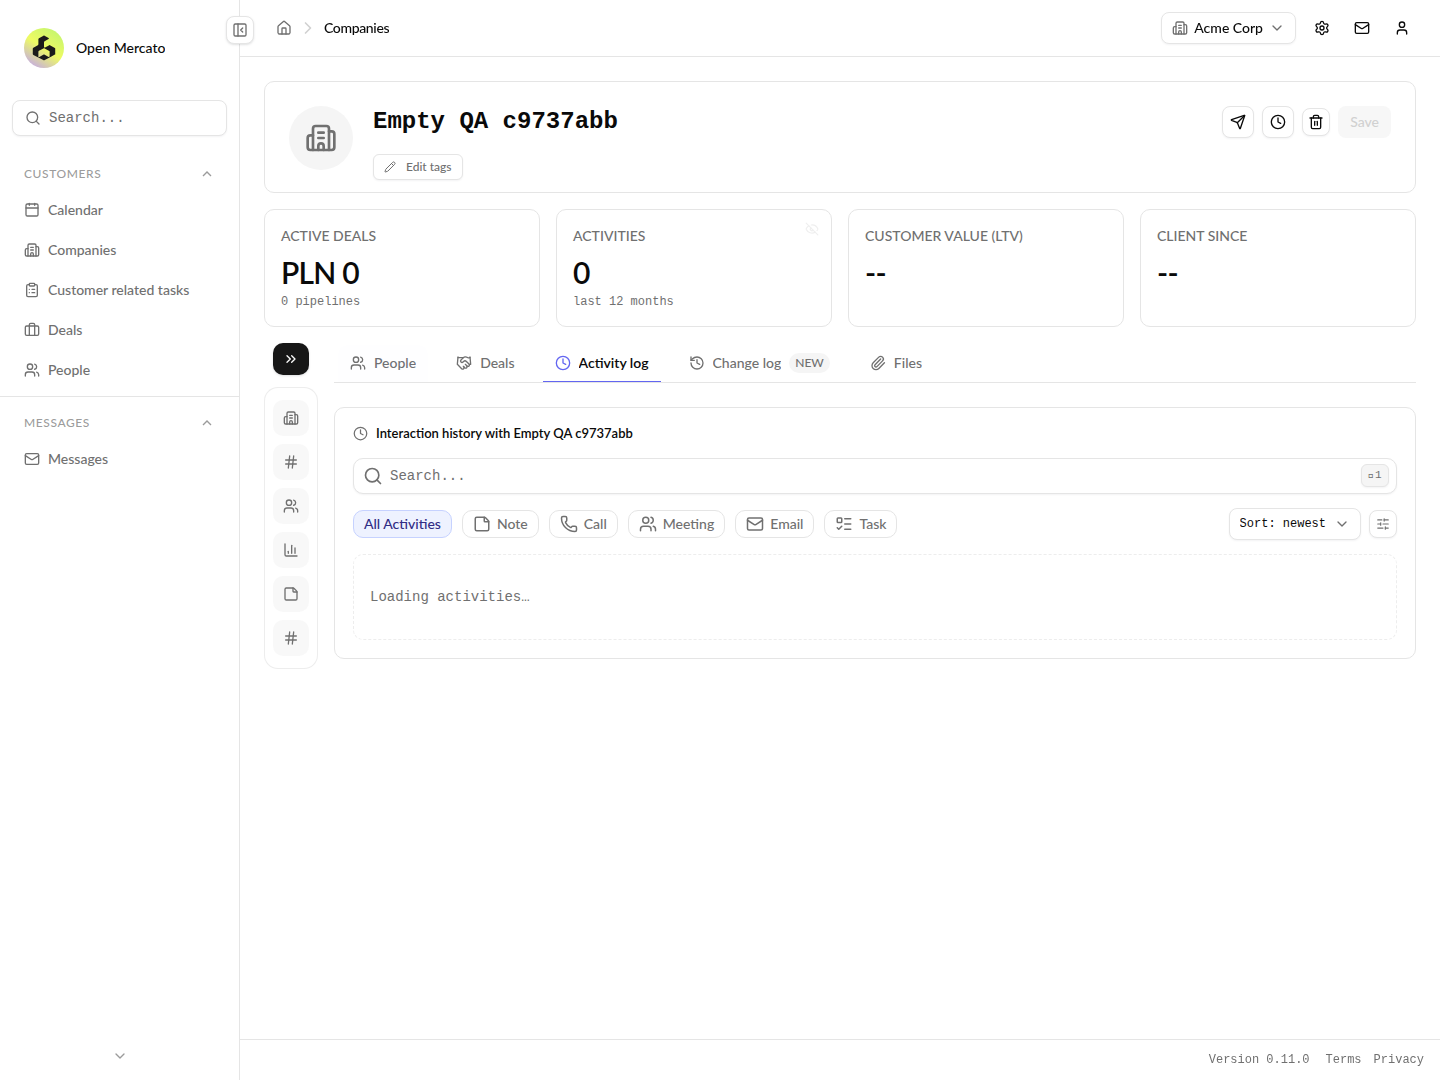 Open Mercato
Search...
CUSTOMERS
Calendar
Companies
Customer related tasks
Deals
People
MESSAGES
Messages
Companies
Acme Corp
Empty QA c9737abb
Edit tags
Save
ACTIVE DEALS
PLN 0
0 pipelines
ACTIVITIES
0
last 12 months
CUSTOMER VALUE (LTV)
--
CLIENT SINCE
--
People
Deals
Activity log
Change log NEW
Files
Interaction history with Empty QA c9737abb
Search...
1
All Activities
Note
Call
Meeting
Email
Task
Sort: newest
Loading activities…
Version 0.11.0
Terms
Privacy